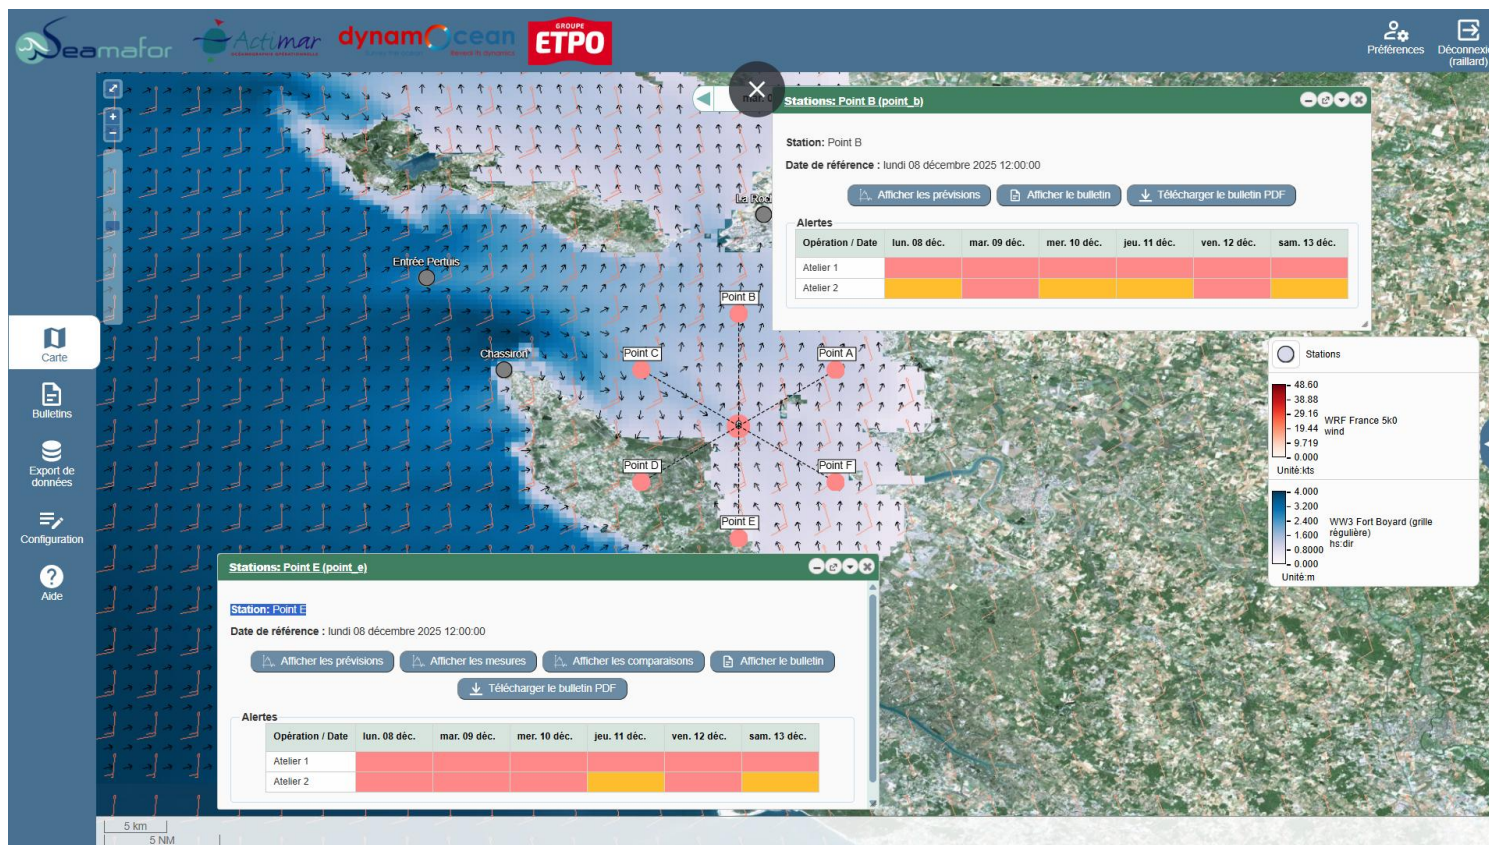 Seamafor
Actimar
OCÉANOGRAPHIE OPÉRATIONNELLE
dynamOcean
GROUPE
ETPO
Préférences
Déconnexi
(raillard)
Carte
Bulletins
Export de
données
Configuration
Aide
mar. 0
Stations: Point B (point_b)
Station: Point B
Date de référence : lundi 08 décembre 2025 12:00:00
Afficher les prévisions
Afficher le bulletin
Télécharger le bulletin PDF
Alertes
Opération / Date lun. 08 déc. mar. 09 déc. mer. 10 déc. jeu. 11 déc. ven. 12 déc. sam. 13 déc.
Atelier 1
Atelier 2
La Roc
Entrée Pertuis
Point B
Chassiron
Point C
Point A
Point D
Point F
Point E
Stations
48.60
38.88
29.16
19.44
9.719
0.000
WRF France 5k0
wind
Unité:kts
4.000
3.200
2.400
1.600
0.8000
0.000
WW3 Fort Boyard (grille
régulière)
hs:dir
Unité:m
Stations: Point E (point_e)
Station: Point E
Date de référence : lundi 08 décembre 2025 12:00:00
Afficher les prévisions
Afficher les mesures
Afficher les comparaisons
Afficher le bulletin
Télécharger le bulletin PDF
Alertes
Opération / Date lun. 08 déc. mar. 09 déc. mer. 10 déc. jeu. 11 déc. ven. 12 déc. sam. 13 déc.
Atelier 1
Atelier 2
5 km
5 NM